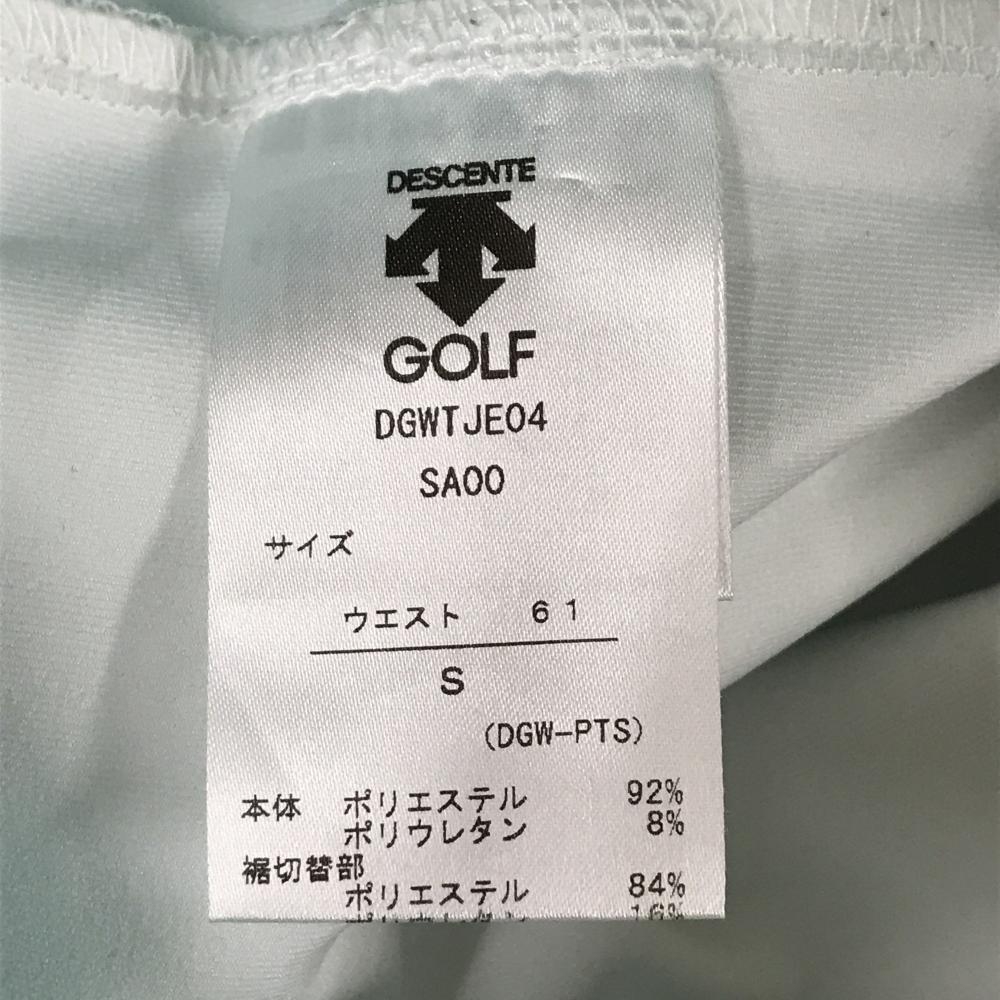 DESCENTE
GOLF
DGWTJE04
SA00
サイズ
ウエスト 61
S
(DGW-PTS)
本体 ポリエステル 92%
ポリウレタン 8%
裾切替部
ポリエステル 84%
16%